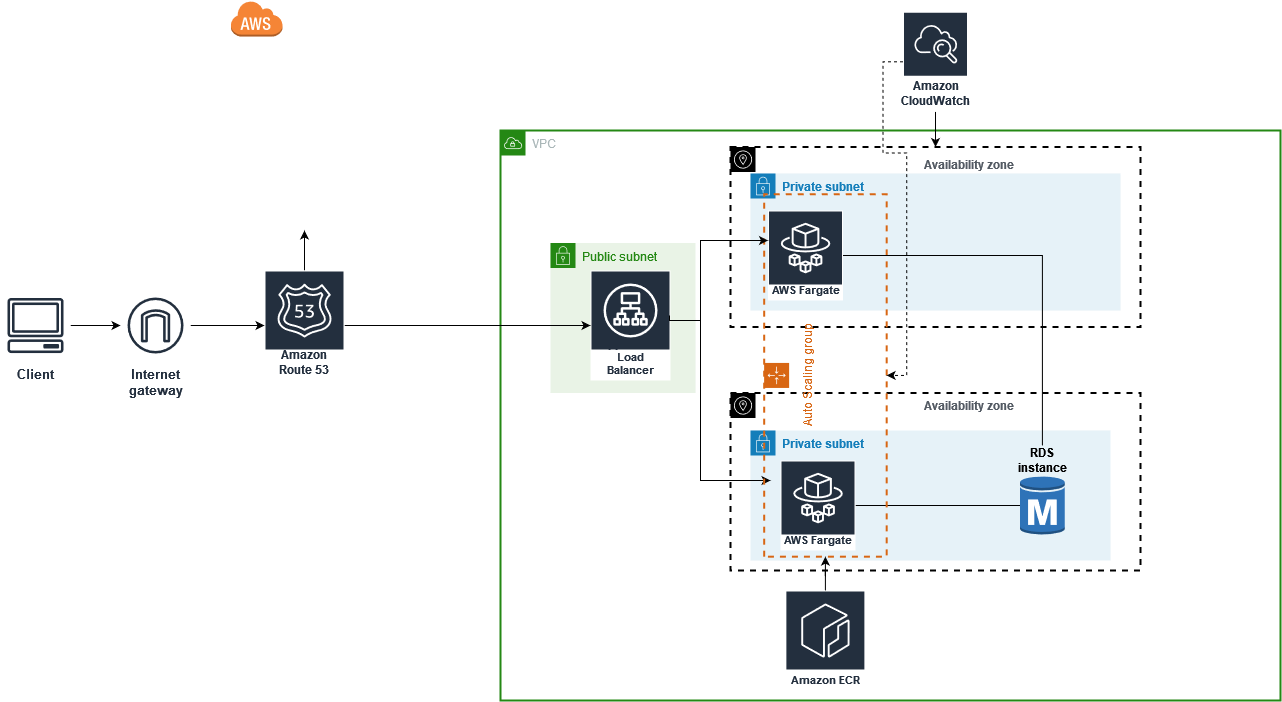 AWS
Amazon
CloudWatch
VPC
Availability zone
Private subnet
AWS Fargate
Public subnet
53
Load
Balancer
Amazon
Route 53
Client
Internet
gateway
Auto Scaling group
Availability zone
Private subnet
RDS
instance
M
AWS Fargate
Amazon ECR